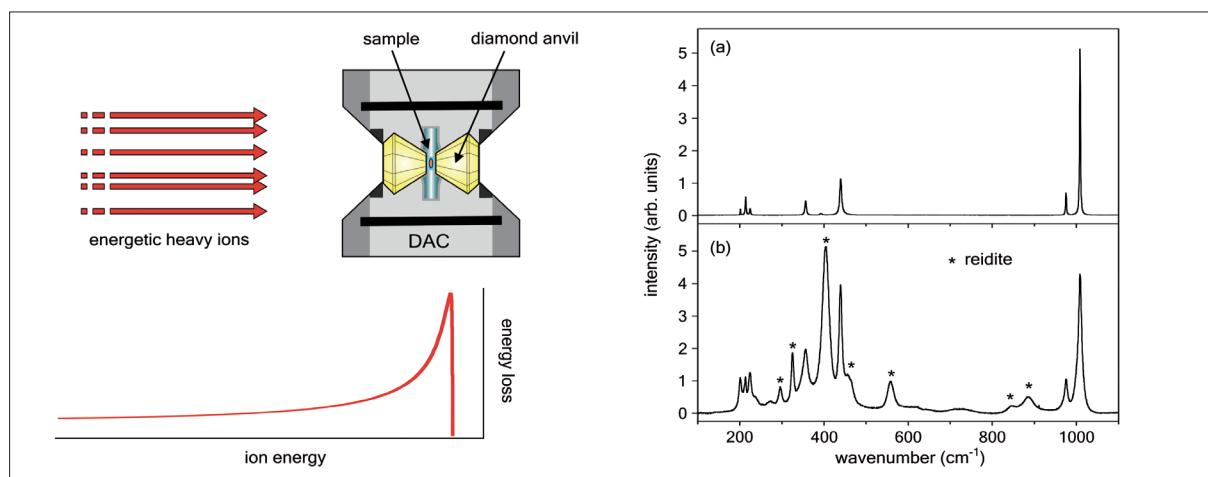 sample
diamond anvil
energetic heavy ions
DAC
energy loss
ion energy
(a)
5
4
3
2
1
0
(b)
* reidite
5
4
3
2
1
0
*
*
*
*
*
*
*
intensity (arb. units)
200
400
600
800
1000
wavenumber (cm⁻¹)